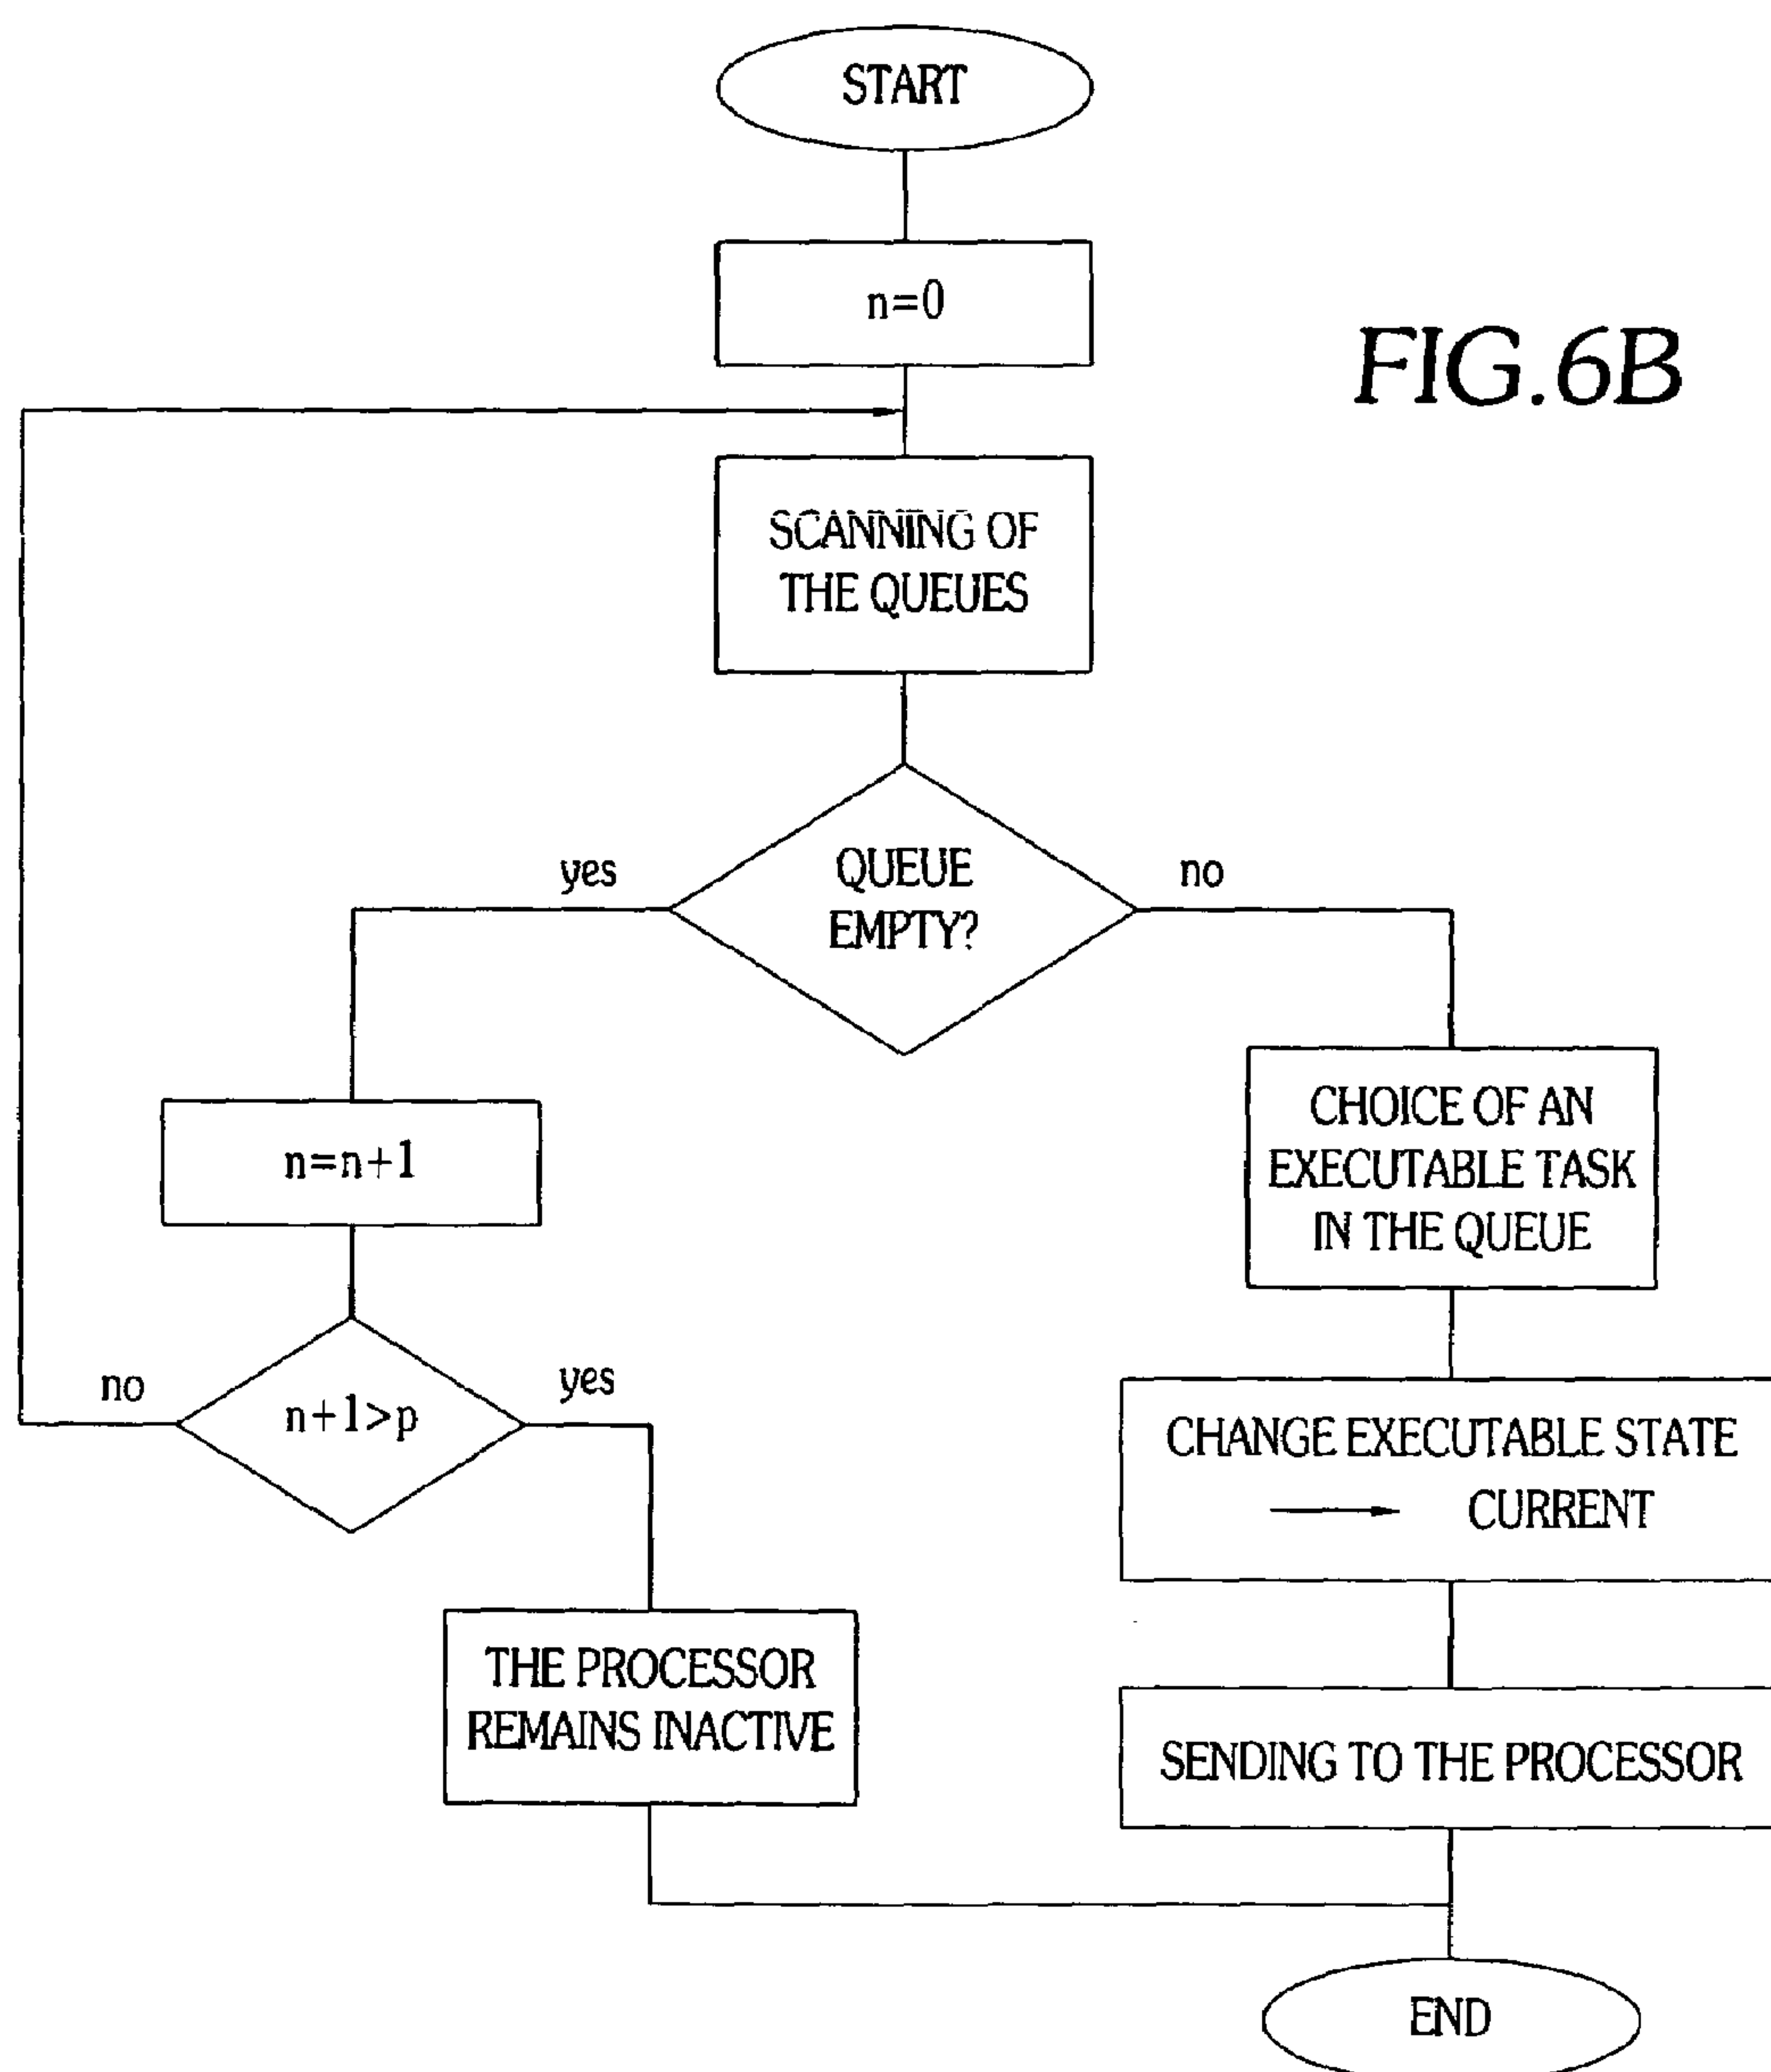 START
n=0
FIG.6B
SCANNING OF
THE QUEUES
yes
QUEUE
EMPTY?
no
CHOICE OF AN
EXECUTABLE TASK
IN THE QUEUE
n=n+1
no
n+1>p
yes
CHANGE EXECUTABLE STATE
CURRENT
THE PROCESSOR
REMAINS INACTIVE
SENDING TO THE PROCESSOR
END